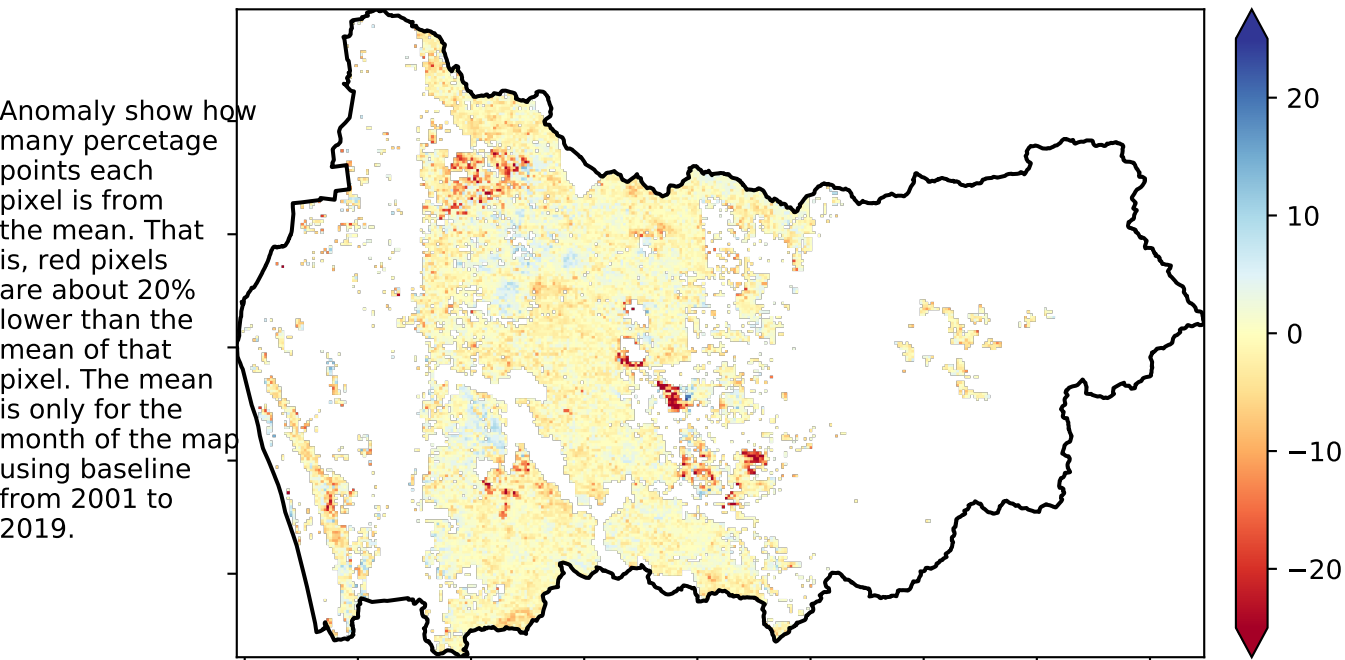 Anomaly show how
many percetage
points each
pixel is from
the mean. That
is, red pixels
are about 20%
lower than the
mean of that
pixel. The mean
is only for the
month of the map
using baseline
from 2001 to
2019.
20
10
0
−10
−20